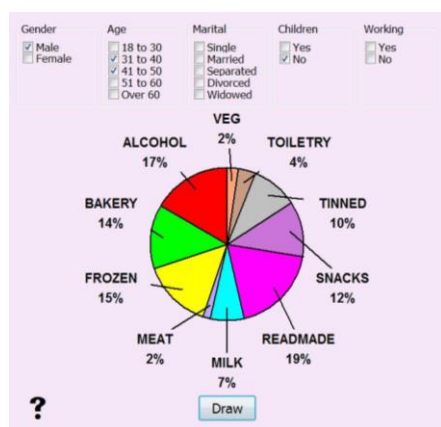 Gender
Male
Female
Age
18 to 30
31 to 40
41 to 50
51 to 60
Over 60
Marital
Single
Married
Separated
Divorced
Widowed
Children
Yes
No
Working
Yes
No
VEG
2%
TOILETRY
4%
TINNED
10%
SNACKS
12%
READMADE
19%
MILK
7%
MEAT
2%
FROZEN
15%
BAKERY
14%
ALCOHOL
17%
?
Draw